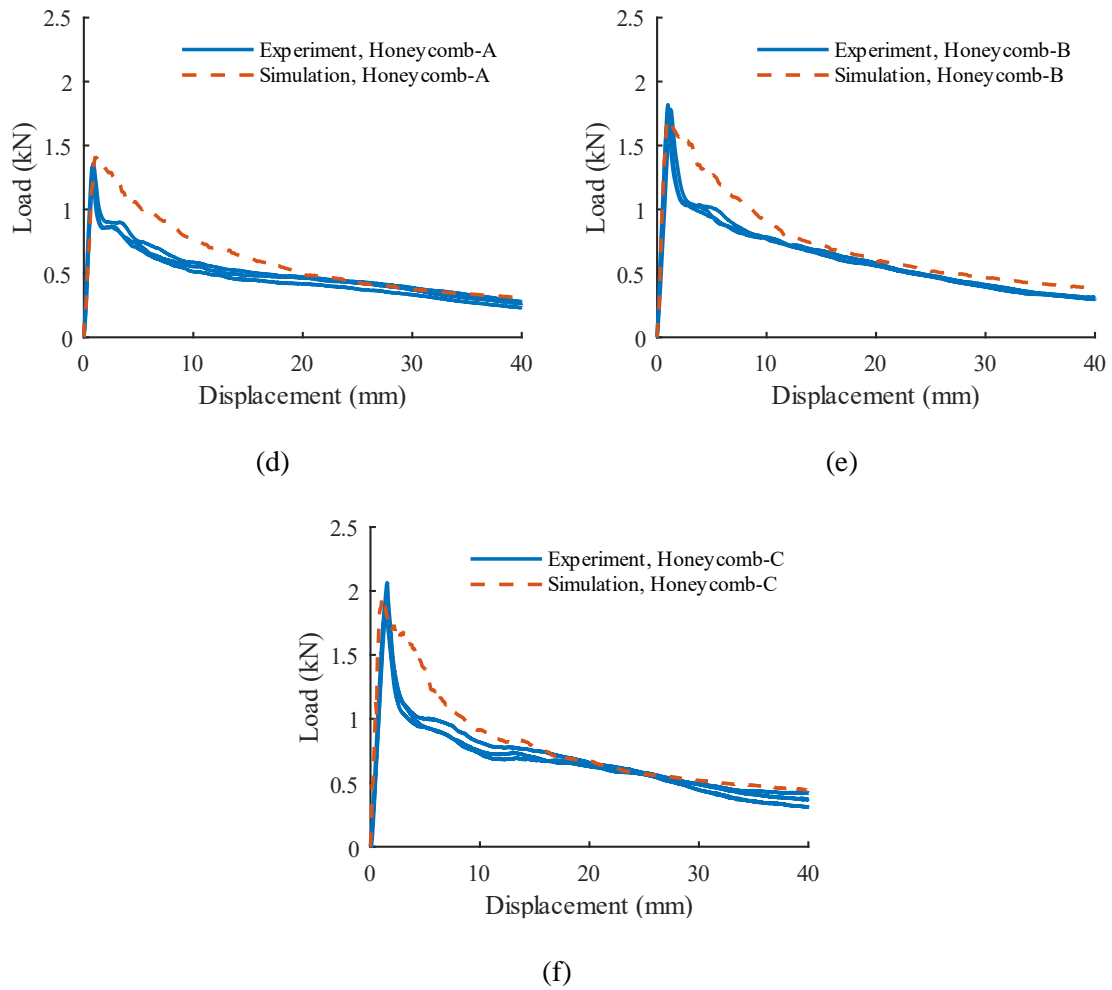 2.5
2
1.5
1
0.5
0
Load (kN)
Experiment, Honeycomb-A
Simulation, Honeycomb-A
0 10 20 30 40
Displacement (mm)
(d)
2.5
2
1.5
1
0.5
0
Load (kN)
Experiment, Honeycomb-B
Simulation, Honeycomb-B
0 10 20 30 40
Displacement (mm)
(e)
2.5
2
1.5
1
0.5
0
Load (kN)
Experiment, Honeycomb-C
Simulation, Honeycomb-C
0 10 20 30 40
Displacement (mm)
(f)